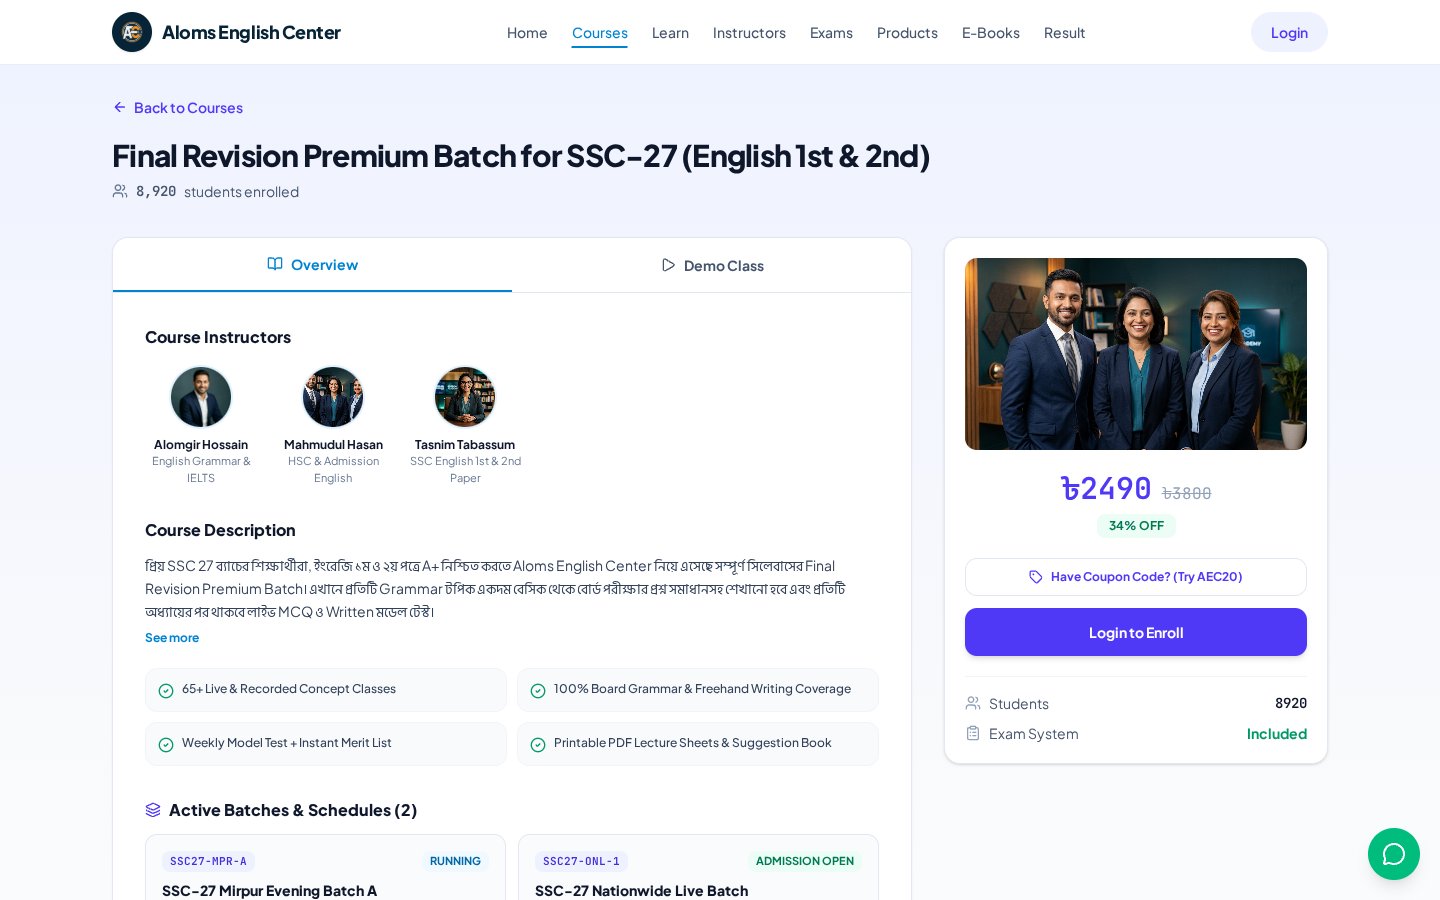 Aloms English Center
Home
Courses
Learn
Instructors
Exams
Products
E-Books
Result
Login
Back to Courses
Final Revision Premium Batch for SSC-27 (English 1st & 2nd)
8,920 students enrolled
Overview
Demo Class
Course Instructors
Alomgir Hossain
English Grammar &
IELTS
Mahmudul Hasan
HSC & Admission
English
Tasnim Tabassum
SSC English 1st & 2nd
Paper
Course Description
প্রিয় SSC 27 ব্যাচের শিক্ষার্থীরা, ইংরেজি ১ম ও ২য় পত্রে A+ নিশ্চিত করতে Aloms English Center নিয়ে এসেছে সম্পূর্ণ সিলেবাসের Final
Revision Premium Batch। এখানে প্রতিটি Grammar টপিক একদম বেসিক থেকে বোর্ড পরীক্ষার প্রশ্ন সমাধানসহ শেখানো হবে এবং প্রতিটি
অধ্যায়ের পর থাকবে লাইভ MCQ ও Written মডেল টেস্ট।
See more
65+ Live & Recorded Concept Classes
100% Board Grammar & Freehand Writing Coverage
Weekly Model Test + Instant Merit List
Printable PDF Lecture Sheets & Suggestion Book
Active Batches & Schedules (2)
SSC27-MPR-A
RUNNING
SSC-27 Mirpur Evening Batch A
SSC27-ONL-1
ADMISSION OPEN
SSC-27 Nationwide Live Batch
৳2490 ৳3800
34% OFF
Have Coupon Code? (Try AEC20)
Login to Enroll
Students 8920
Exam System Included